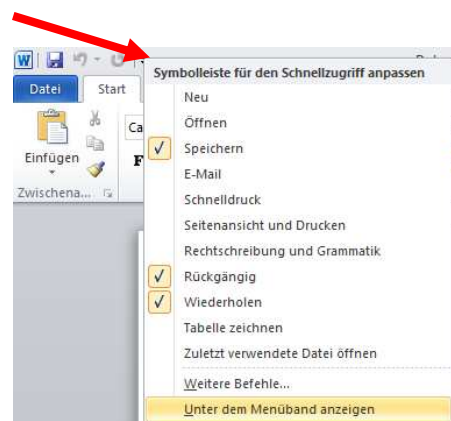 W
Symbolleiste für den Schnellzugriff anpassen
Datei Start
Neu
Öffnen
Ca
Speichern
Einfügen
F
E-Mail
Schnelldruck
Zwischena...
Seitenansicht und Drucken
Rechtschreibung und Grammatik
Rückgängig
Wiederholen
Tabelle zeichnen
Zuletzt verwendete Datei öffnen
Weitere Befehle...
Unter dem Menüband anzeigen